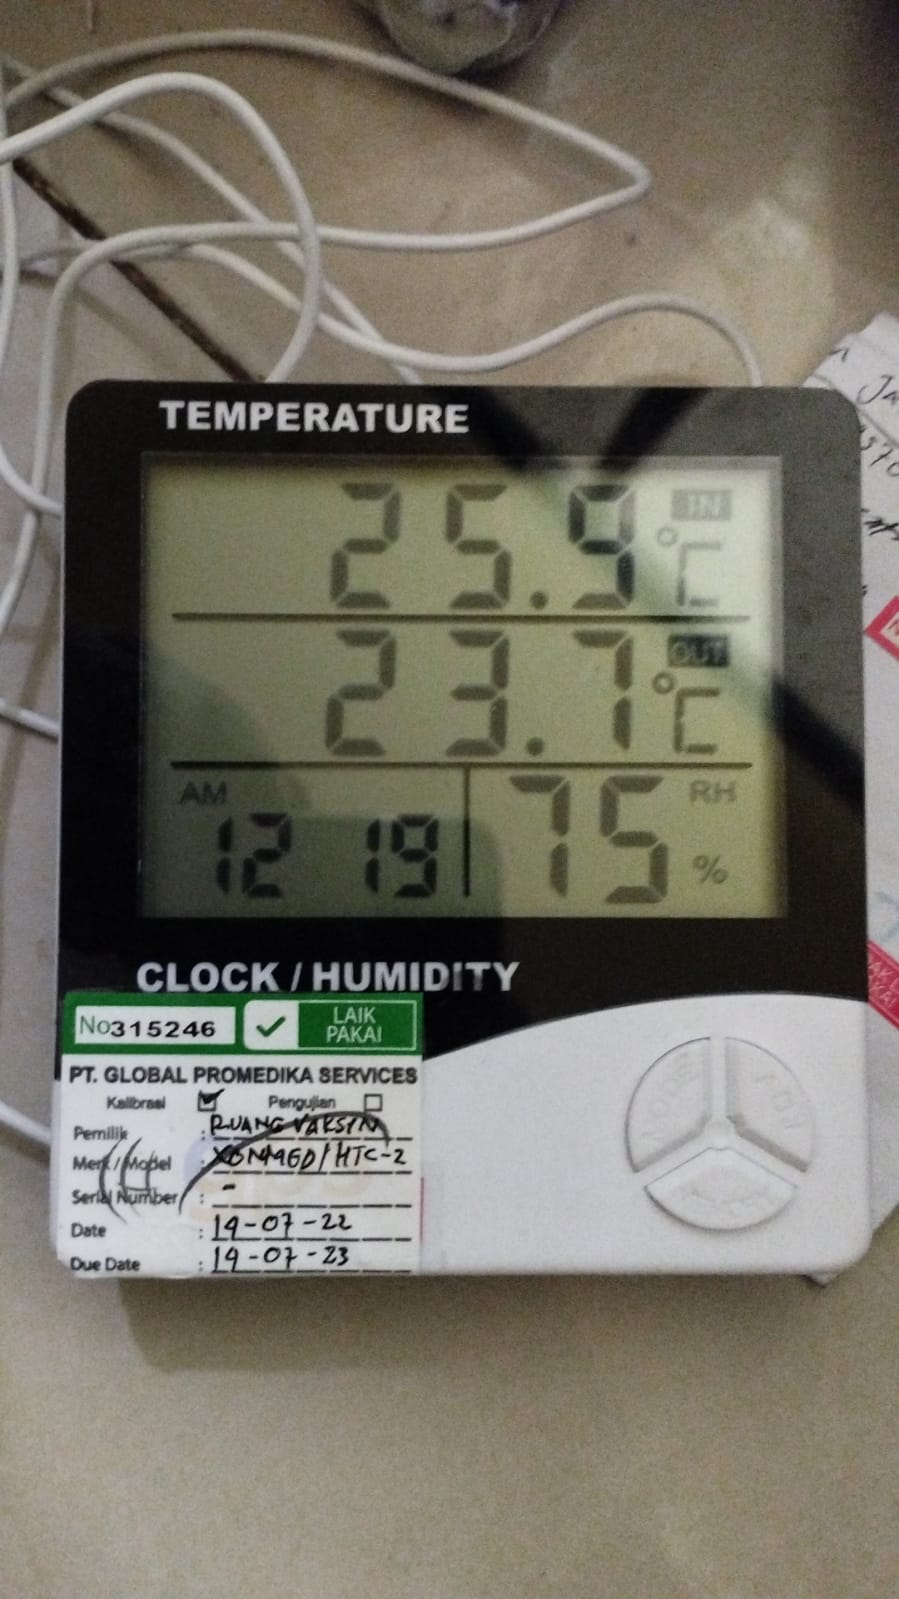 TEMPERATURE
25.9 °C IN
23.7 °C OUT
AM 12 19
75 % RH
CLOCK / HUMIDITY
No315246
LAIK
PAKAI
PT. GLOBAL PROMEDIKA SERVICES
Kalibrasi Pengujian
Pemilik : RUANG VAKSIN
Merk / Model : /HTC-2
Serial Number : -
Date : 19-07-22
Due Date : 19-07-23
MODE ADJ